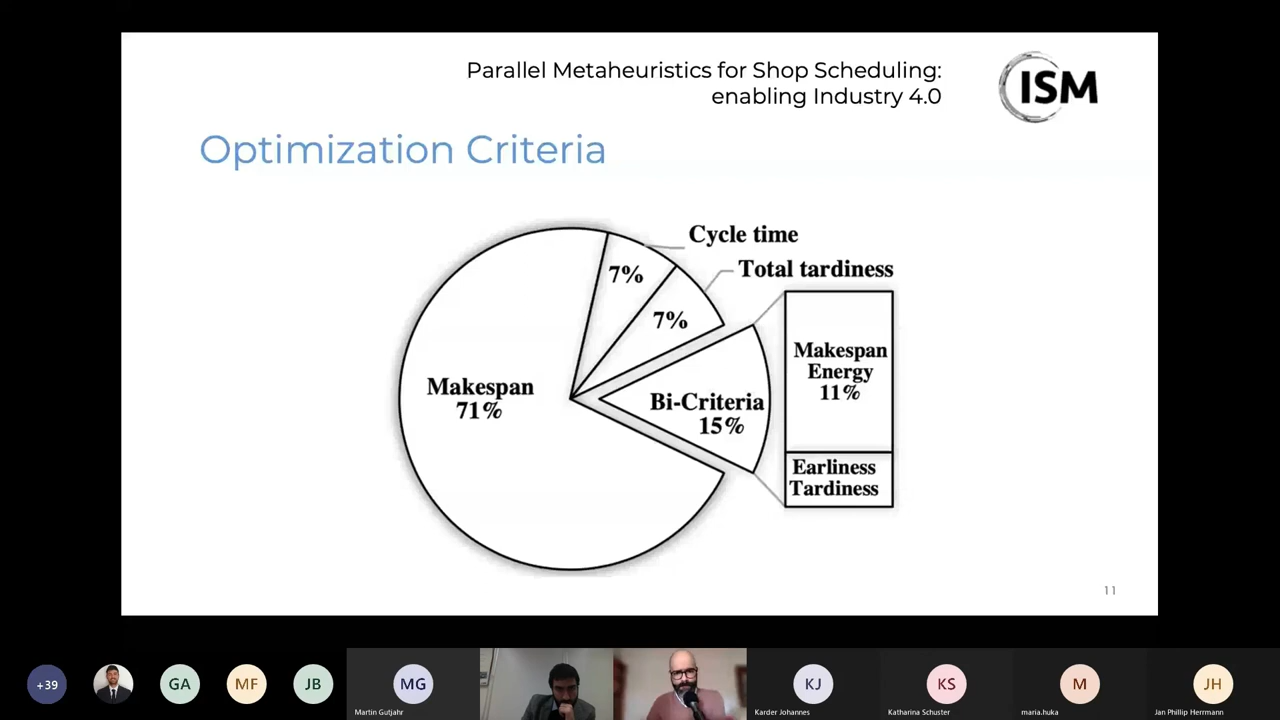 Parallel Metaheuristics for Shop Scheduling:
enabling Industry 4.0
ISM
Optimization Criteria
Cycle time
7%
Total tardiness
7%
Makespan
71%
Bi-Criteria
15%
Makespan
Energy
11%
Earliness
Tardiness
11
+39
GA
MF
JB
MG
Martin Gutjahr
KJ
Karder Johannes
KS
Katharina Schuster
M
maria.huka
JH
Jan Phillip Herrmann